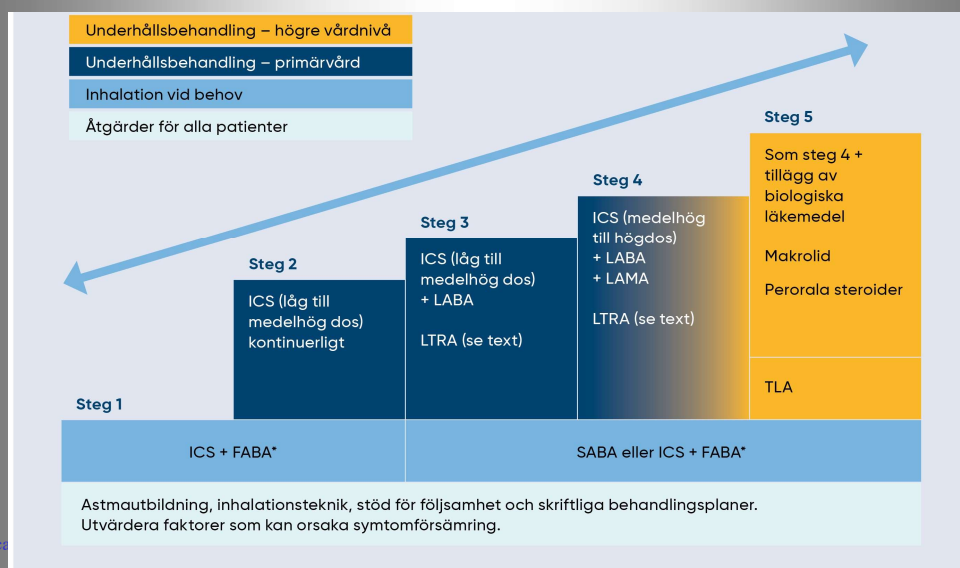 Underhållsbehandling – högre vårdnivå
Underhållsbehandling – primärvård
Inhalation vid behov
Åtgärder för alla patienter
Steg 1
Steg 2
ICS (låg till
medelhög dos)
kontinuerligt
Steg 3
ICS (låg till
medelhög dos)
+ LABA
LTRA (se text)
Steg 4
ICS (medelhög
till högdos)
+ LABA
+ LAMA
LTRA (se text)
Steg 5
Som steg 4 +
tillägg av
biologiska
läkemedel
Makrolid
Perorala steroider
TLA
ICS + FABA*
SABA eller ICS + FABA*
Astmautbildning, inhalationsteknik, stöd för följsamhet och skriftliga behandlingsplaner.
Utvärdera faktorer som kan orsaka symtomförsämring.